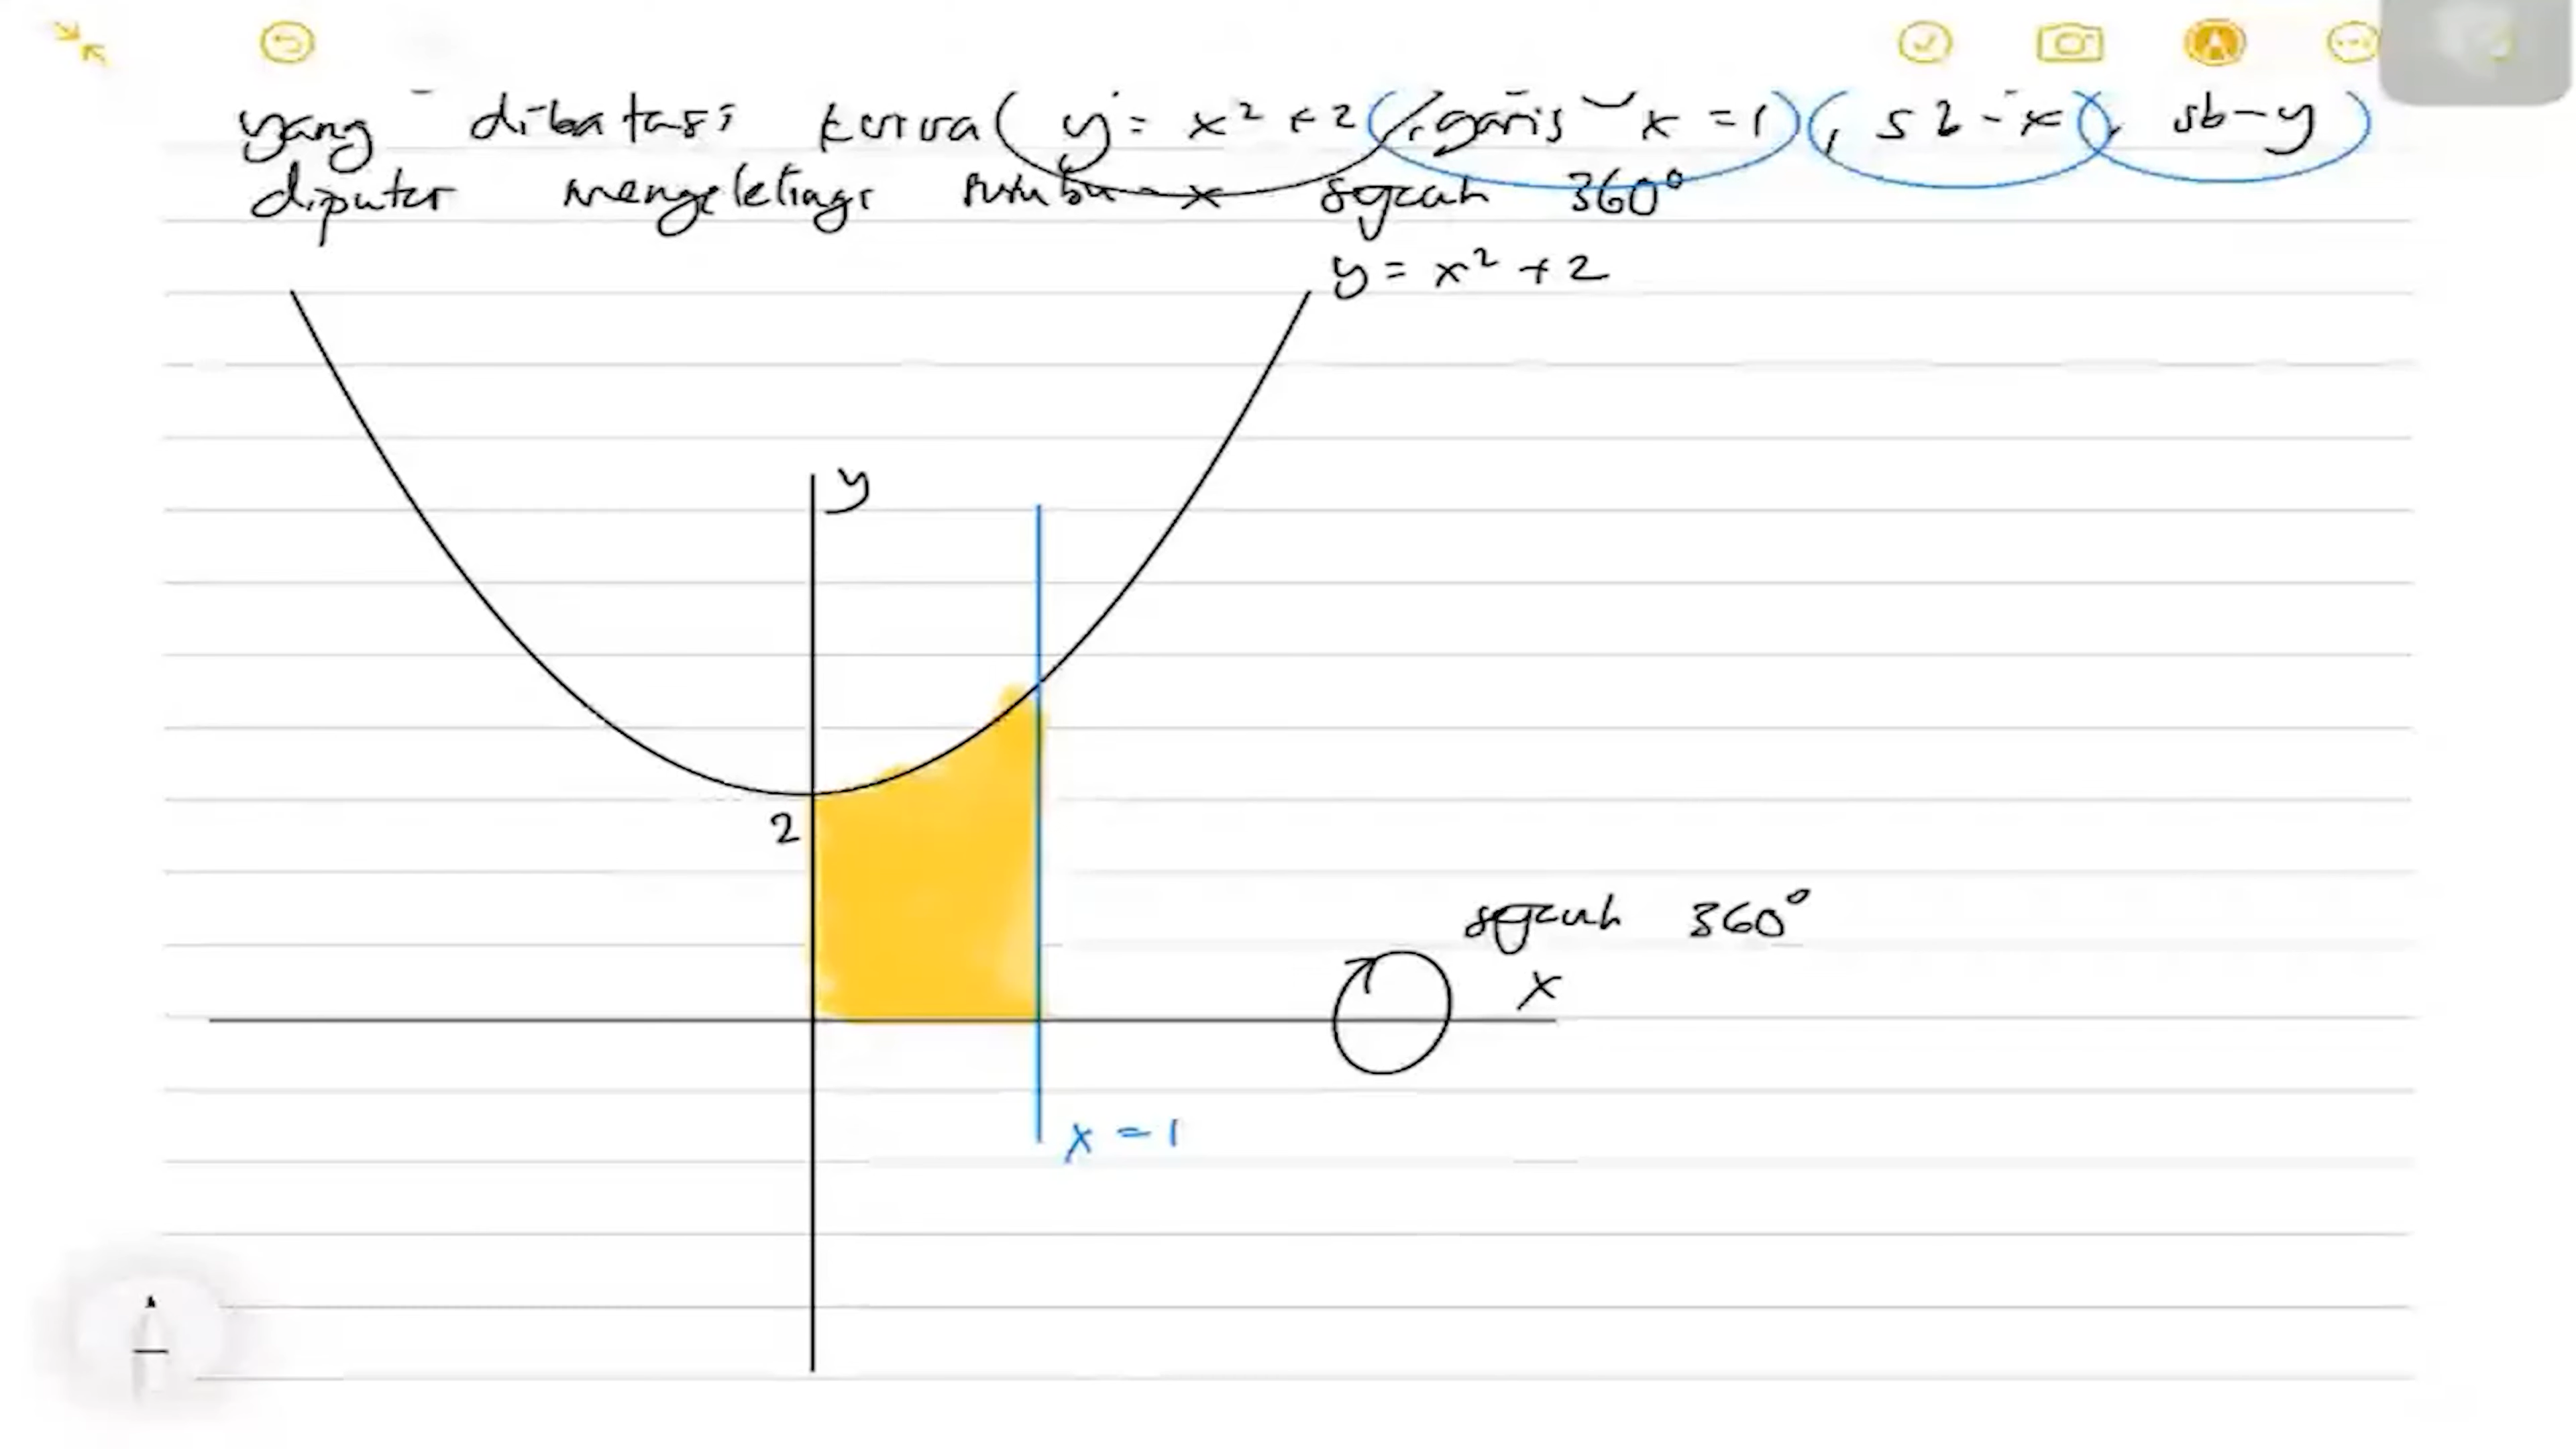 yang dibatasi kurva y = x² + 2, garis x = 1, sb-x, sb-y
diputar mengelilingi sumbu-x sejauh 360°
y = x² + 2
y
2
sejauh 360°
x
x = 1